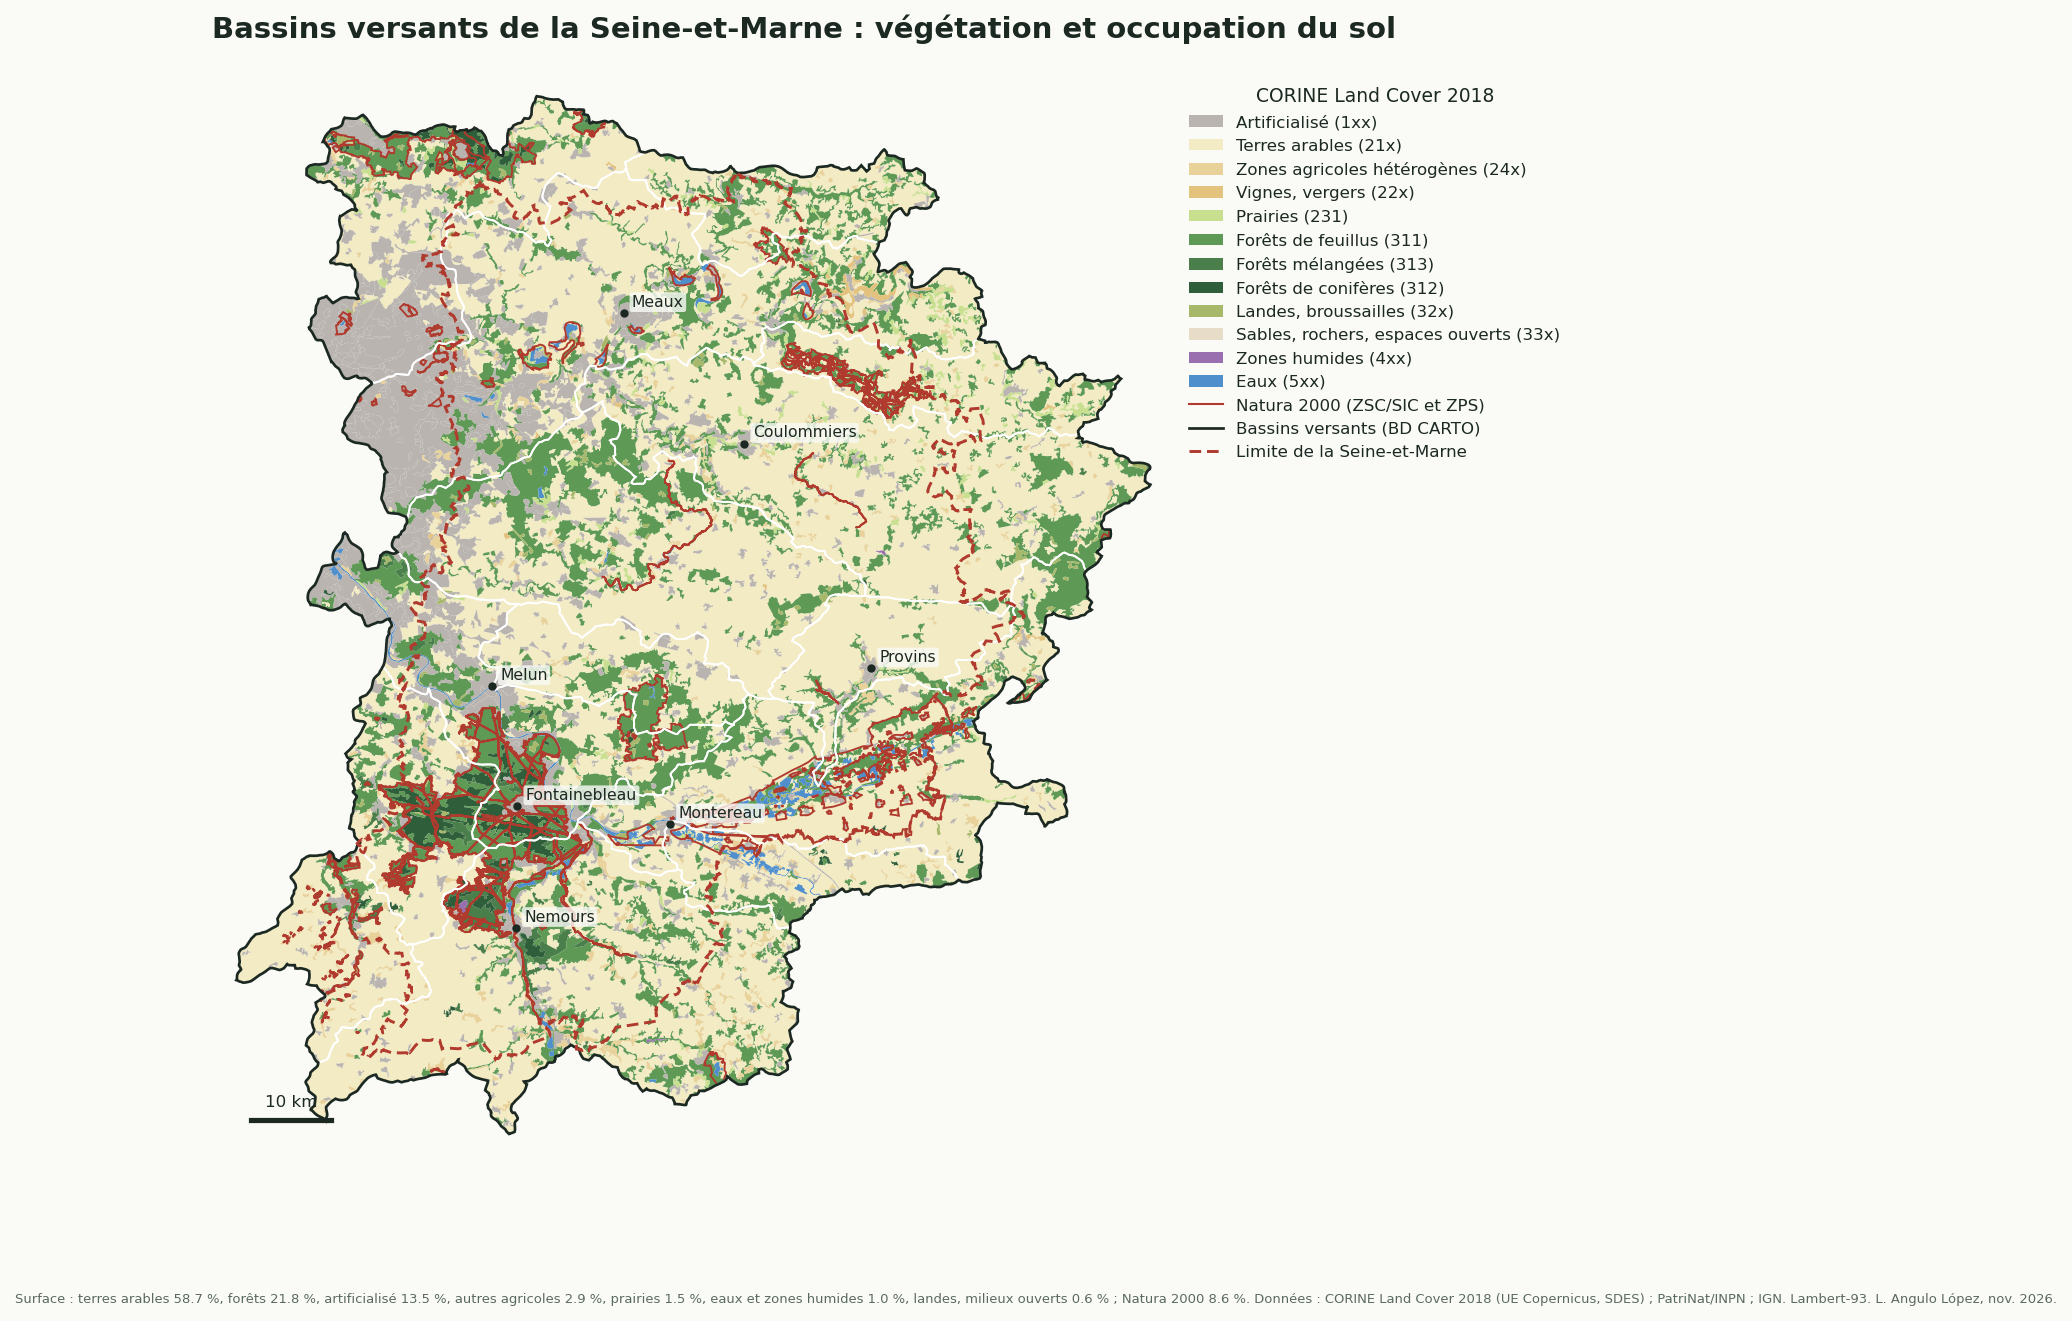 Bassins versants de la Seine-et-Marne : végétation et occupation du sol
CORINE Land Cover 2018
Artificialisé (1xx)
Terres arables (21x)
Zones agricoles hétérogènes (24x)
Vignes, vergers (22x)
Prairies (231)
Forêts de feuillus (311)
Forêts mélangées (313)
Forêts de conifères (312)
Landes, broussailles (32x)
Sables, rochers, espaces ouverts (33x)
Zones humides (4xx)
Eaux (5xx)
Natura 2000 (ZSC/SIC et ZPS)
Bassins versants (BD CARTO)
Limite de la Seine-et-Marne
Meaux
Coulommiers
Provins
Melun
Fontainebleau
Montereau
Nemours
10 km
Surface : terres arables 58.7 %, forêts 21.8 %, artificialisé 13.5 %, autres agricoles 2.9 %, prairies 1.5 %, eaux et zones humides 1.0 %, landes, milieux ouverts 0.6 % ; Natura 2000 8.6 %. Données : CORINE Land Cover 2018 (UE Copernicus, SDES) ; PatriNat/INPN ; IGN. Lambert-93. L. Angulo López, nov. 2026.